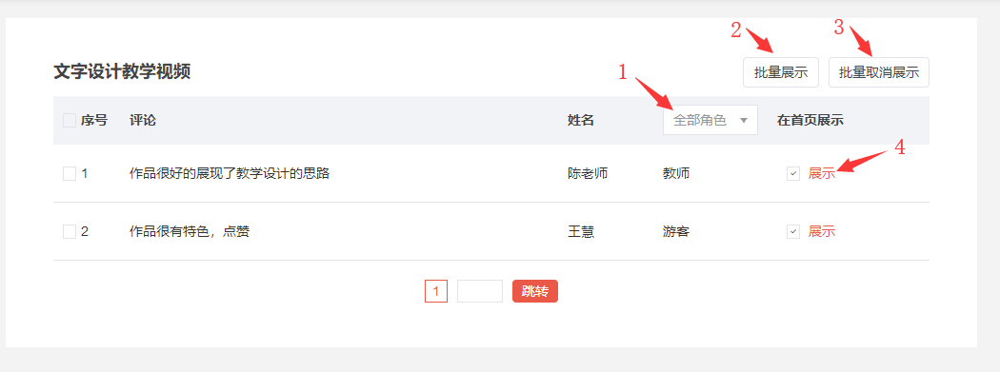 2 3
文字设计教学视频 批量展示 批量取消展示
1
序号 评论 姓名 全部角色 在首页展示
4
1 作品很好的展现了教学设计的思路 陈老师 教师 展示
2 作品很有特色，点赞 王慧 游客 展示
1 跳转